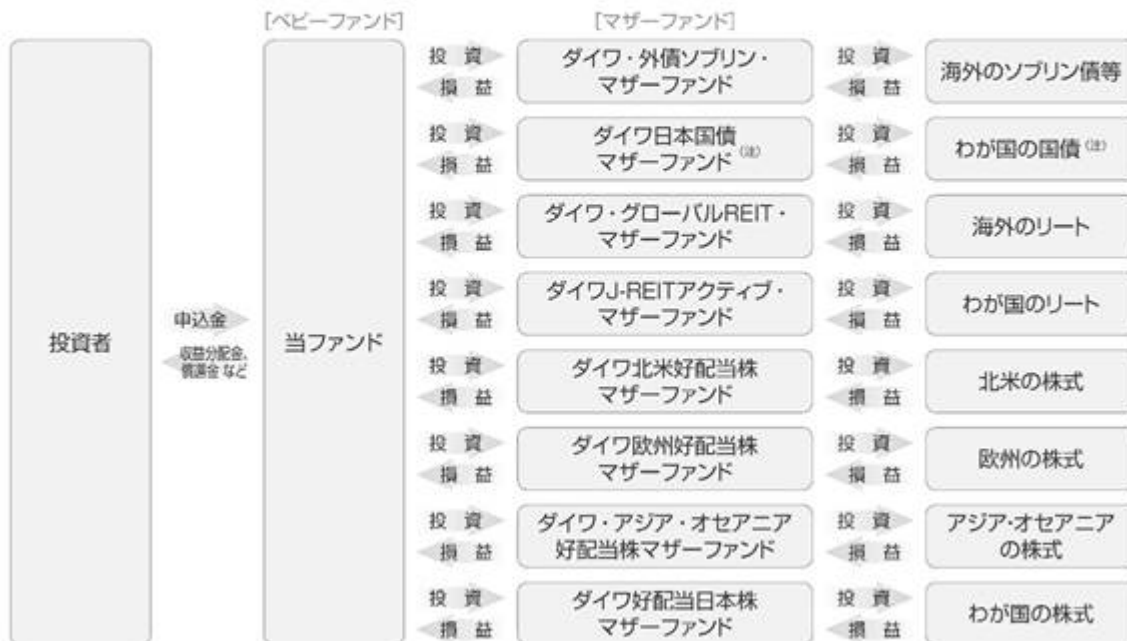 [ベビーファンド]
[マザーファンド]
投資者
申込金
収益分配金、
償還金 など
当ファンド
投 資
損 益
ダイワ・外債ソブリン・
マザーファンド
投 資
損 益
海外のソブリン債等
投 資
損 益
ダイワ日本国債
マザーファンド (注)
投 資
損 益
わが国の国債 (注)
投 資
損 益
ダイワ・グローバルREIT・
マザーファンド
投 資
損 益
海外のリート
投 資
損 益
ダイワJ-REITアクティブ・
マザーファンド
投 資
損 益
わが国のリート
投 資
損 益
ダイワ北米好配当株
マザーファンド
投 資
損 益
北米の株式
投 資
損 益
ダイワ欧州好配当株
マザーファンド
投 資
損 益
欧州の株式
投 資
損 益
ダイワ・アジア・オセアニア
好配当株マザーファンド
投 資
損 益
アジア・オセアニア
の株式
投 資
損 益
ダイワ好配当日本株
マザーファンド
投 資
損 益
わが国の株式